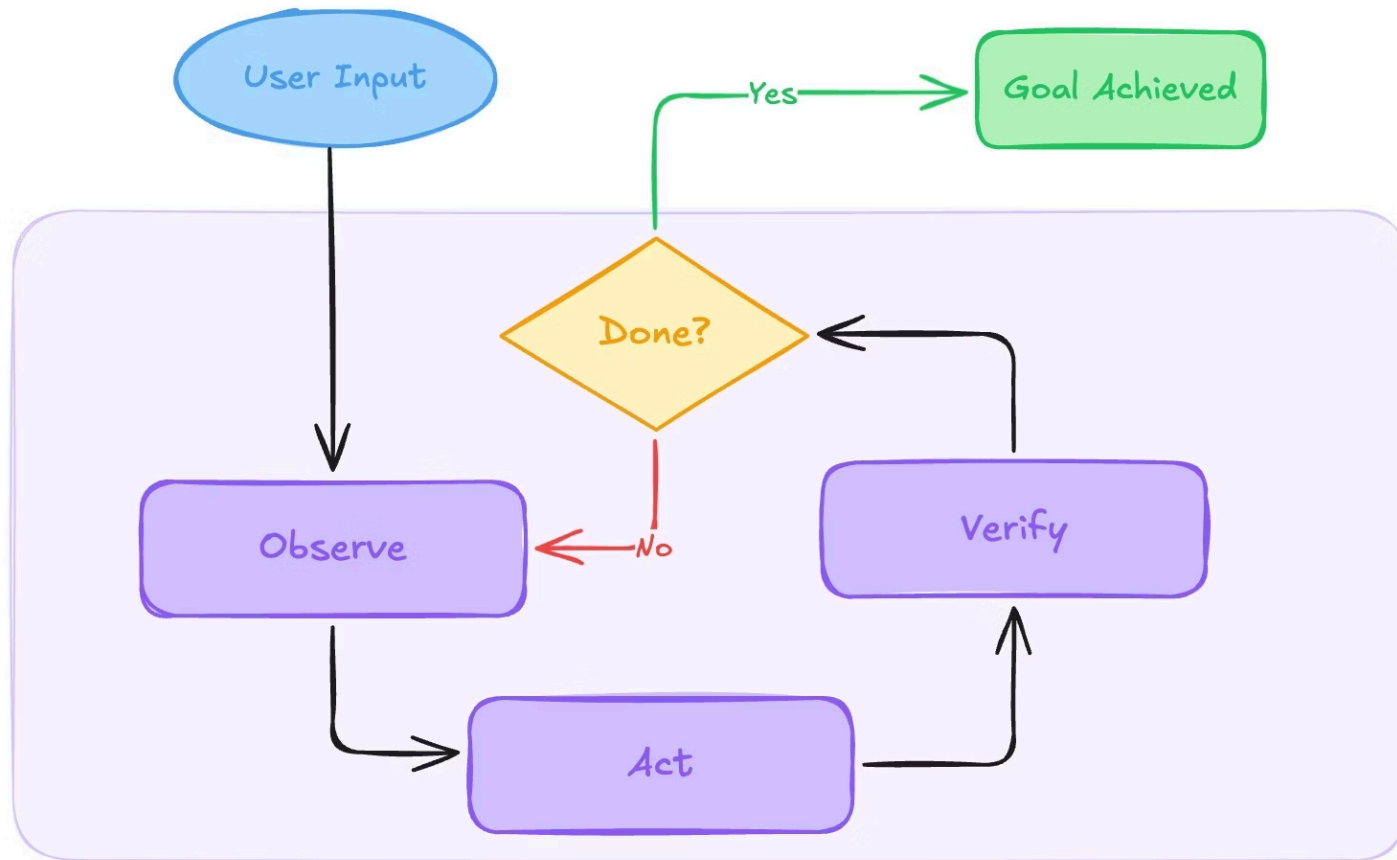 User Input
Yes
Goal Achieved
Done?
Observe
No
Verify
Act